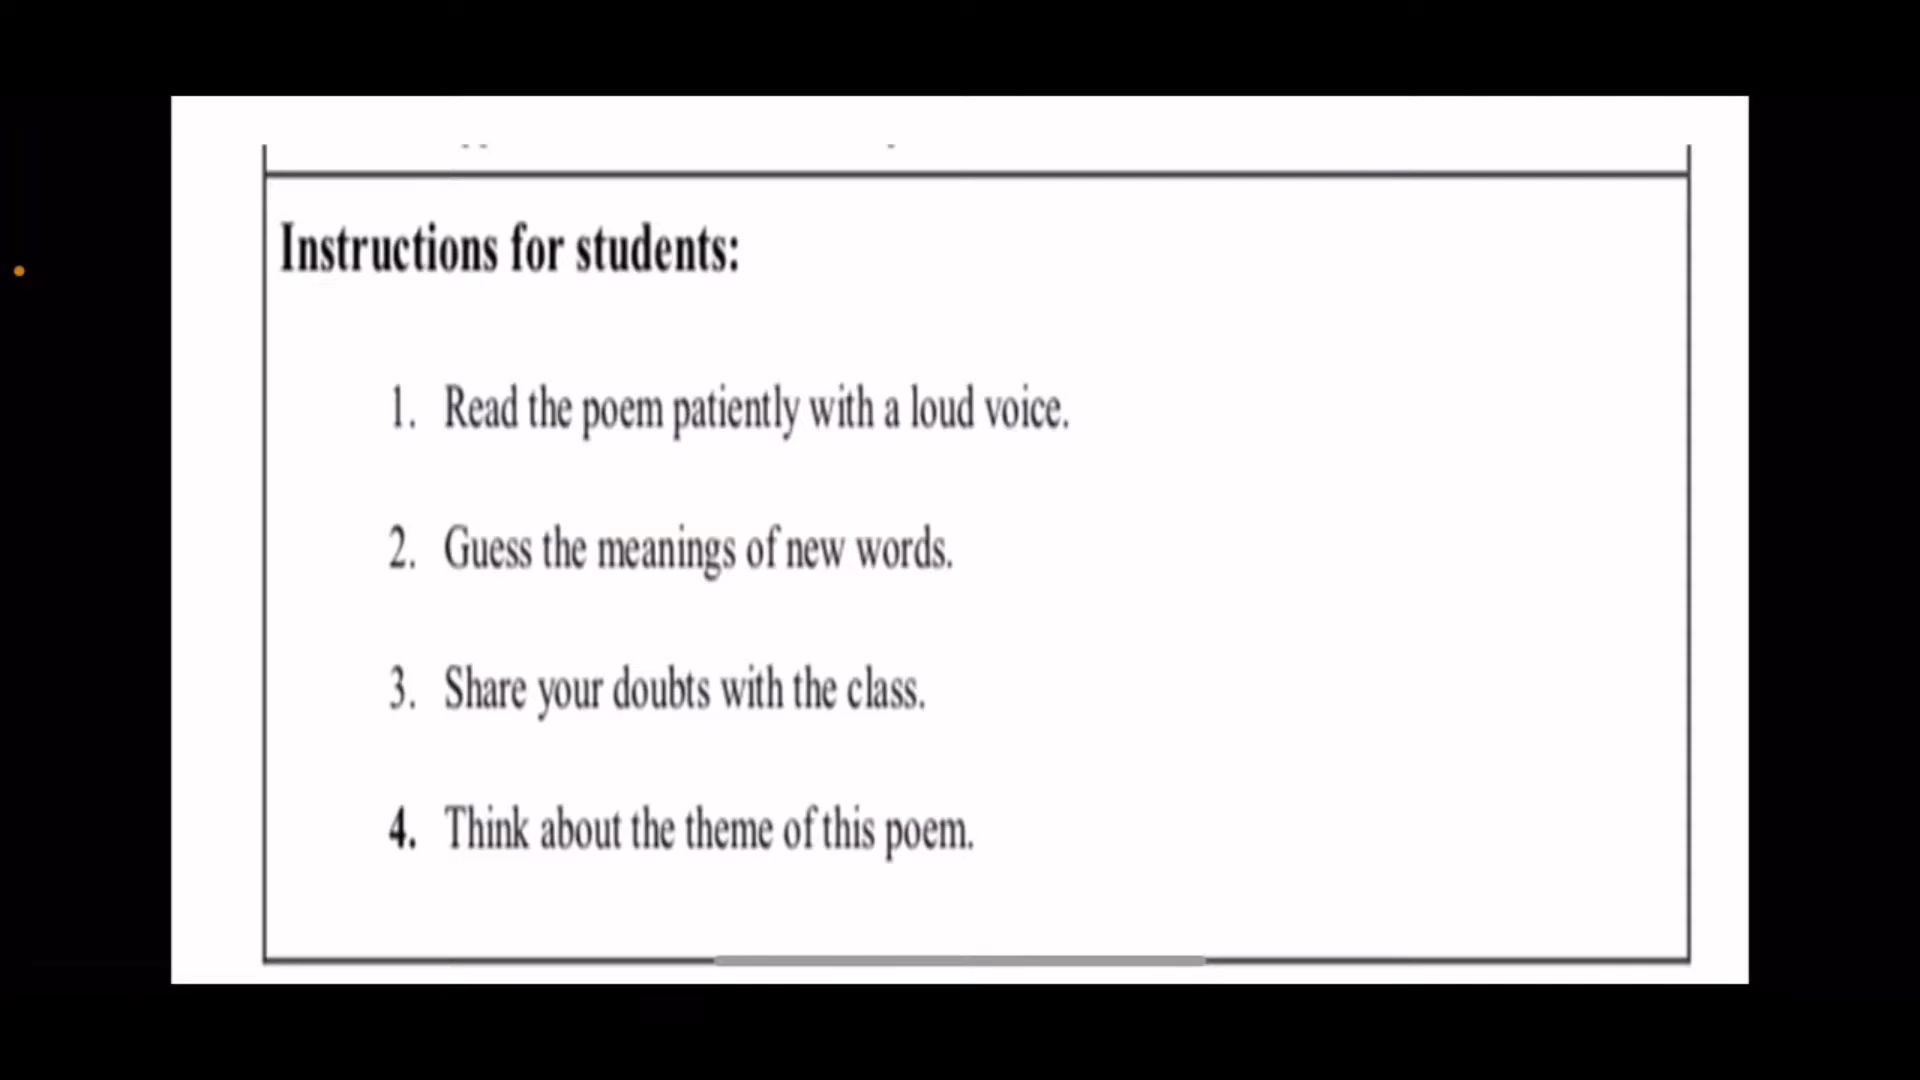 Instructions for students:
1. Read the poem patiently with a loud voice.
2. Guess the meanings of new words.
3. Share your doubts with the class.
4. Think about the theme of this poem.